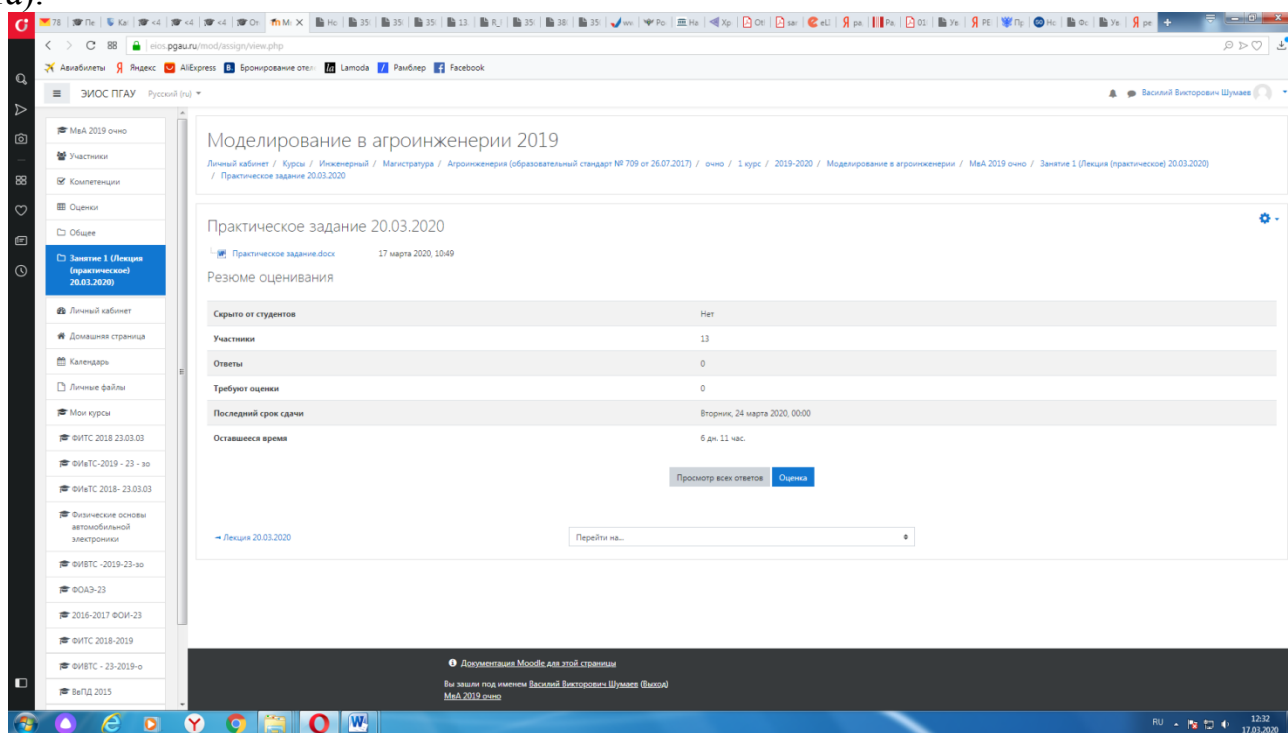 та).
eios.pgau.ru/mod/assign/view.php
Авиабилеты Яндекс AliExpress Бронирование отел Lamoda Рамблер Facebook
ЭИОС ПГАУ Русский (ru)
Василий Викторович Шумаев
МвА 2019 очно
Участники
Компетенции
Оценки
Общее
Занятие 1 (Лекция
(практическое)
20.03.2020)
Личный кабинет
Домашняя страница
Календарь
Личные файлы
Мои курсы
ФИТС 2018 23.03.03
ФИвТС-2019 - 23 - зо
ФИвТС 2018- 23.03.03
Физические основы
автомобильной
электроники
ФИВТС -2019-23-зо
ФОАЭ-23
2016-2017 ФОИ-23
ФИТС 2018-2019
ФИВТС - 23-2019-о
ВеПД 2015
Моделирование в агроинженерии 2019
Личный кабинет / Курсы / Инженерный / Магистратура / Агроинженерия (образовательный стандарт № 709 от 26.07.2017) / очно / 1 курс / 2019-2020 / Моделирование в агроинженерии / МвА 2019 очно / Занятие 1 (Лекция (практическое) 20.03.2020)
/ Практическое задание 20.03.2020
Практическое задание 20.03.2020
Практическое задание.docx 17 марта 2020, 10:49
Резюме оценивания
Скрыто от студентов Нет
Участники 13
Ответы 0
Требуют оценки 0
Последний срок сдачи Вторник, 24 марта 2020, 00:00
Оставшееся время 6 дн. 11 час.
Просмотр всех ответов Оценка
→ Лекция 20.03.2020 Перейти на...
Документация Moodle для этой страницы
Вы зашли под именем Василий Викторович Шумаев (Выход)
МвА 2019 очно
RU 12:32
17.03.2020